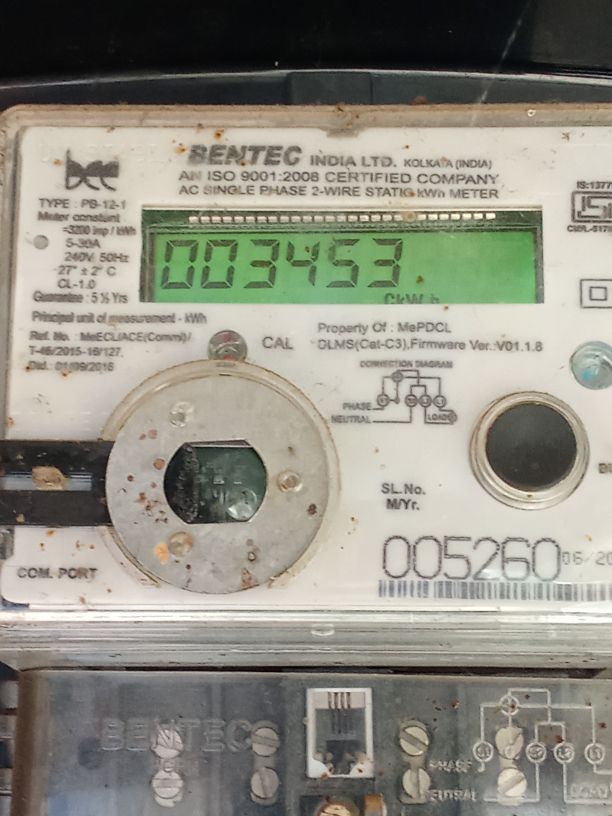 bee
BENTEC INDIA LTD. KOLKATA (INDIA)
AN ISO 9001:2008 CERTIFIED COMPANY
AC SINGLE PHASE 2-WIRE STATIC kWh METER
TYPE : PB-12-1
Meter constant
=3200 imp / kWh
5-30A
240V 50Hz
27° ± 2° C
CL-1.0
Guarantee : 5 ½ Yrs
003453
CkW h
Principal unit of measurement - kWh
Ref. No. : MeECL/ACE(Comml)/
T-46/2015-16/127,
Dtd.: 01/09/2016
CAL
Property Of : MePDCL
DLMS(Cat-C3),Firmware Ver.:V01.1.8
CONNECTION DIAGRAM
PHASE
NEUTRAL
LOAD
SL.No.
M/Yr.
005260 06/20
COM. PORT
BENTEC
PHASE
NEUTRAL
LOAD